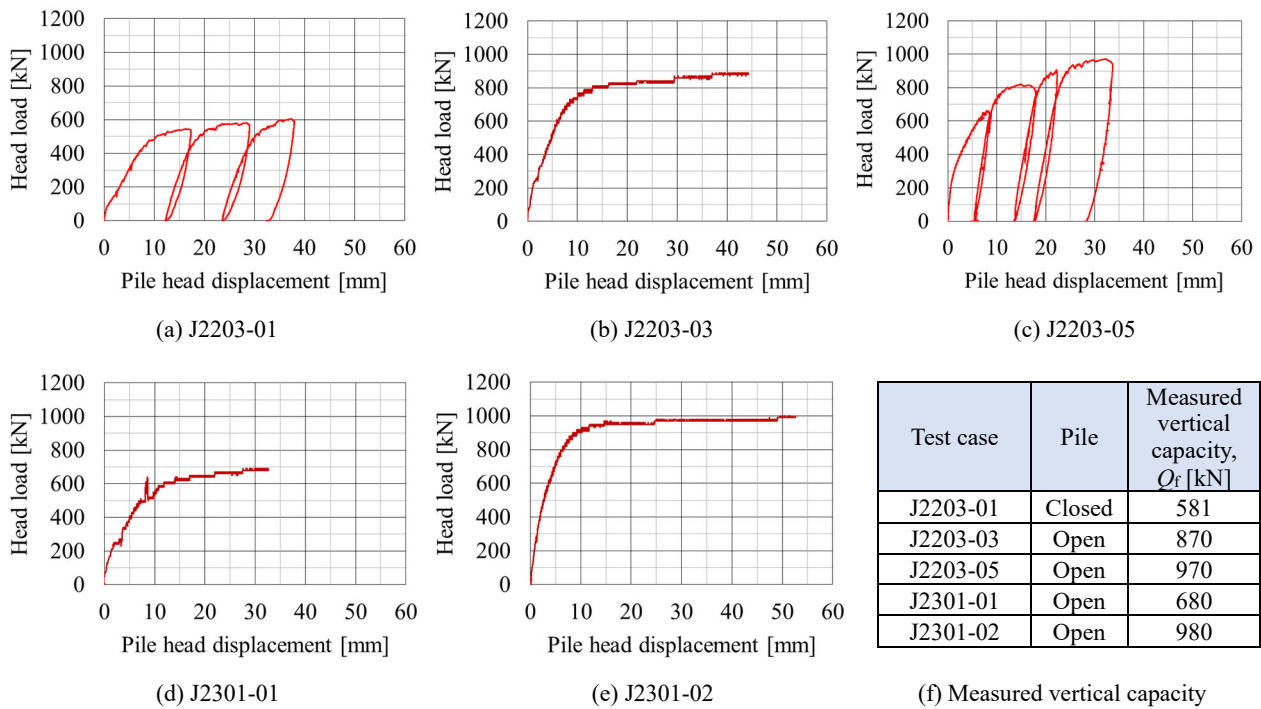 1200
1000
800
600
400
200
0
Head load [kN]
0 10 20 30 40 50 60
Pile head displacement [mm]
(a) J2203-01
1200
1000
800
600
400
200
0
Head load [kN]
0 10 20 30 40 50 60
Pile head displacement [mm]
(b) J2203-03
1200
1000
800
600
400
200
0
Head load [kN]
0 10 20 30 40 50 60
Pile head displacement [mm]
(c) J2203-05
1200
1000
800
600
400
200
0
Head load [kN]
0 10 20 30 40 50 60
Pile head displacement [mm]
(d) J2301-01
1200
1000
800
600
400
200
0
Head load [kN]
0 10 20 30 40 50 60
Pile head displacement [mm]
(e) J2301-02
Test case Pile Measured
vertical
capacity,
Qf [kN]
J2203-01 Closed 581
J2203-03 Open 870
J2203-05 Open 970
J2301-01 Open 680
J2301-02 Open 980
(f) Measured vertical capacity